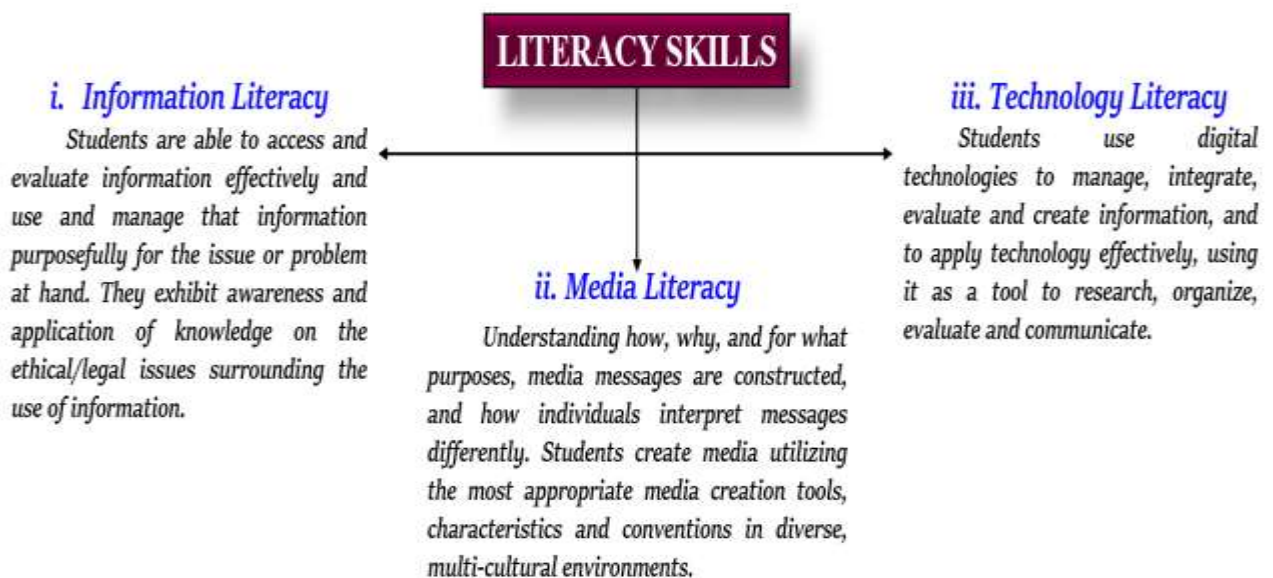 LITERACY SKILLS
i. Information Literacy
Students are able to access and
evaluate information effectively and
use and manage that information
purposefully for the issue or problem
at hand. They exhibit awareness and
application of knowledge on the
ethical/legal issues surrounding the
use of information.
ii. Media Literacy
Understanding how, why, and for what
purposes, media messages are constructed,
and how individuals interpret messages
differently. Students create media utilizing
the most appropriate media creation tools,
characteristics and conventions in diverse,
multi-cultural environments.
iii. Technology Literacy
Students use digital
technologies to manage, integrate,
evaluate and create information, and
to apply technology effectively, using
it as a tool to research, organize,
evaluate and communicate.